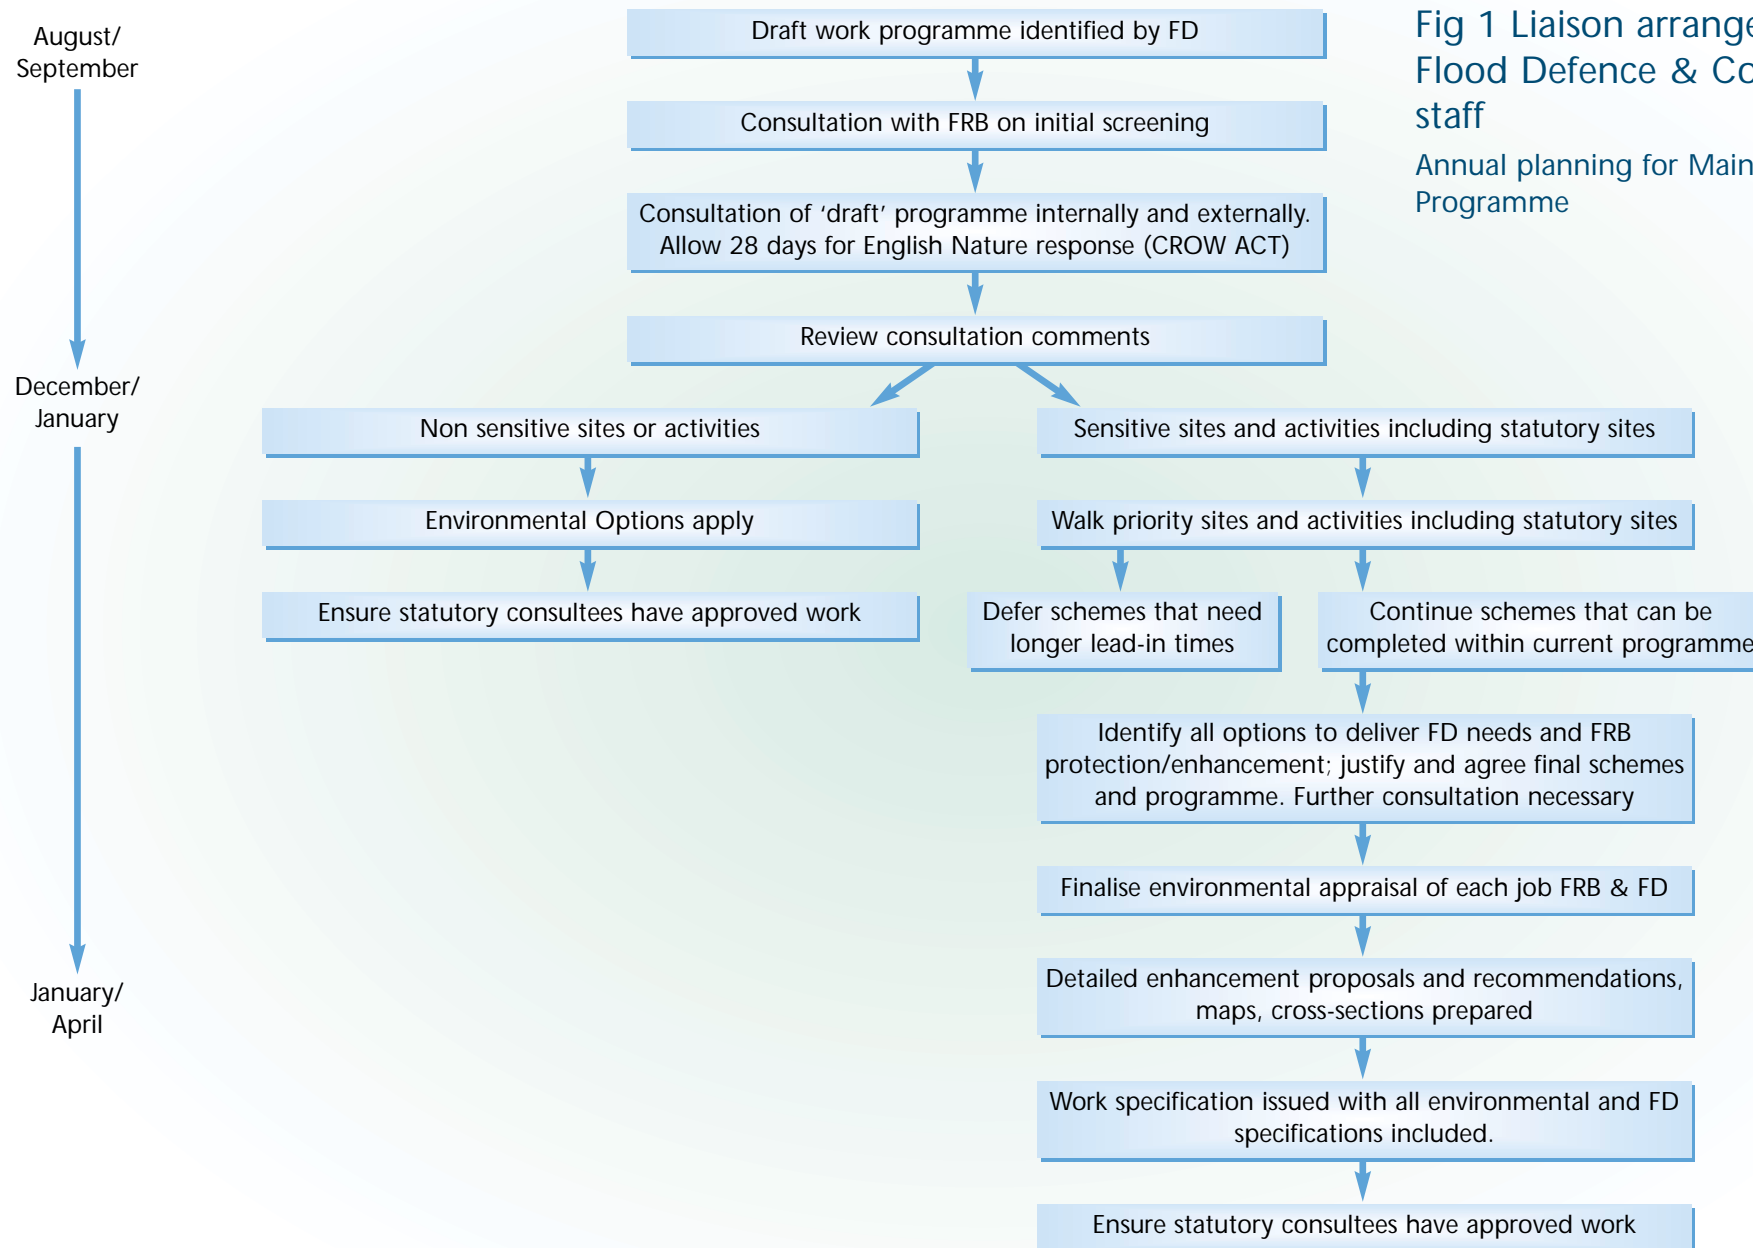 August/
September
December/
January
January/
April
Draft work programme identified by FD
Consultation with FRB on initial screening
Consultation of ‘draft’ programme internally and externally.
Allow 28 days for English Nature response (CROW ACT)
Review consultation comments
Non sensitive sites or activities
Environmental Options apply
Ensure statutory consultees have approved work
Sensitive sites and activities including statutory sites
Walk priority sites and activities including statutory sites
Defer schemes that need
longer lead-in times
Continue schemes that can be
completed within current programme
Identify all options to deliver FD needs and FRB
protection/enhancement; justify and agree final schemes
and programme. Further consultation necessary
Finalise environmental appraisal of each job FRB & FD
Detailed enhancement proposals and recommendations,
maps, cross-sections prepared
Work specification issued with all environmental and FD
specifications included.
Ensure statutory consultees have approved work
Fig 1 Liaison
Flood Defence &
staff
Annual planning for
Programme